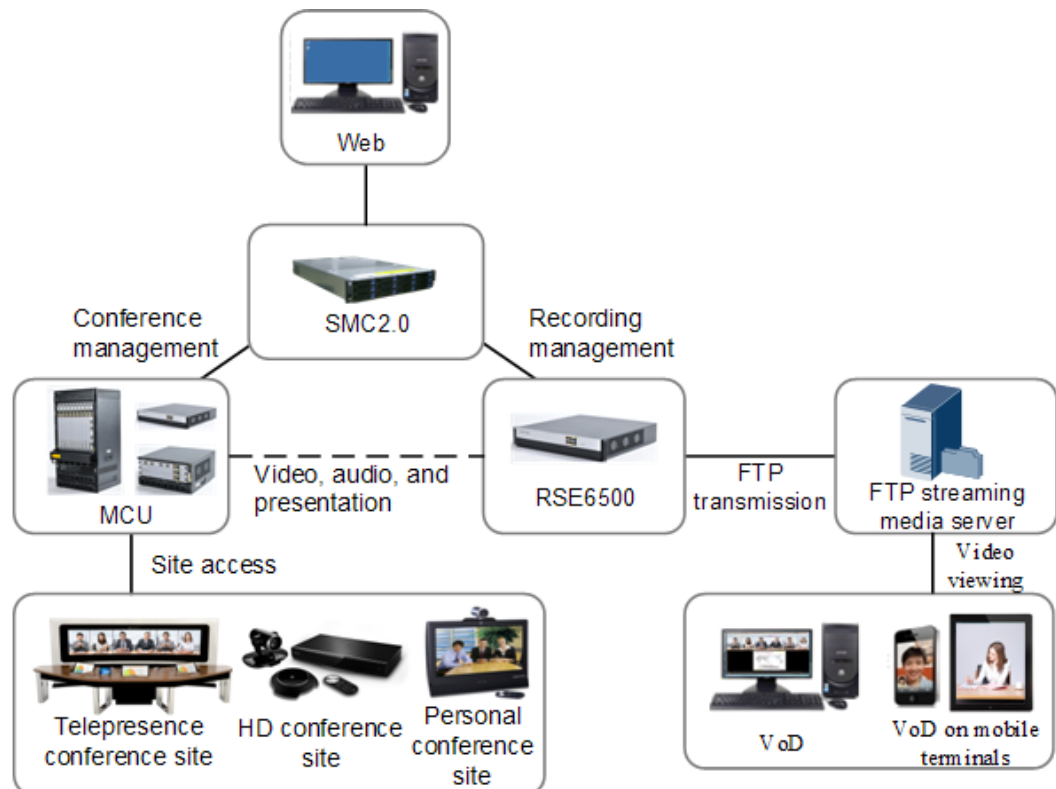 Web
SMC2.0
Conference
management
Recording
management
MCU
Video, audio, and
presentation
RSE6500
FTP
transmission
FTP streaming
media server
Site access
Video
viewing
Telepresence
conference site
HD conference
site
Personal
conference
site
VoD
VoD on mobile
terminals